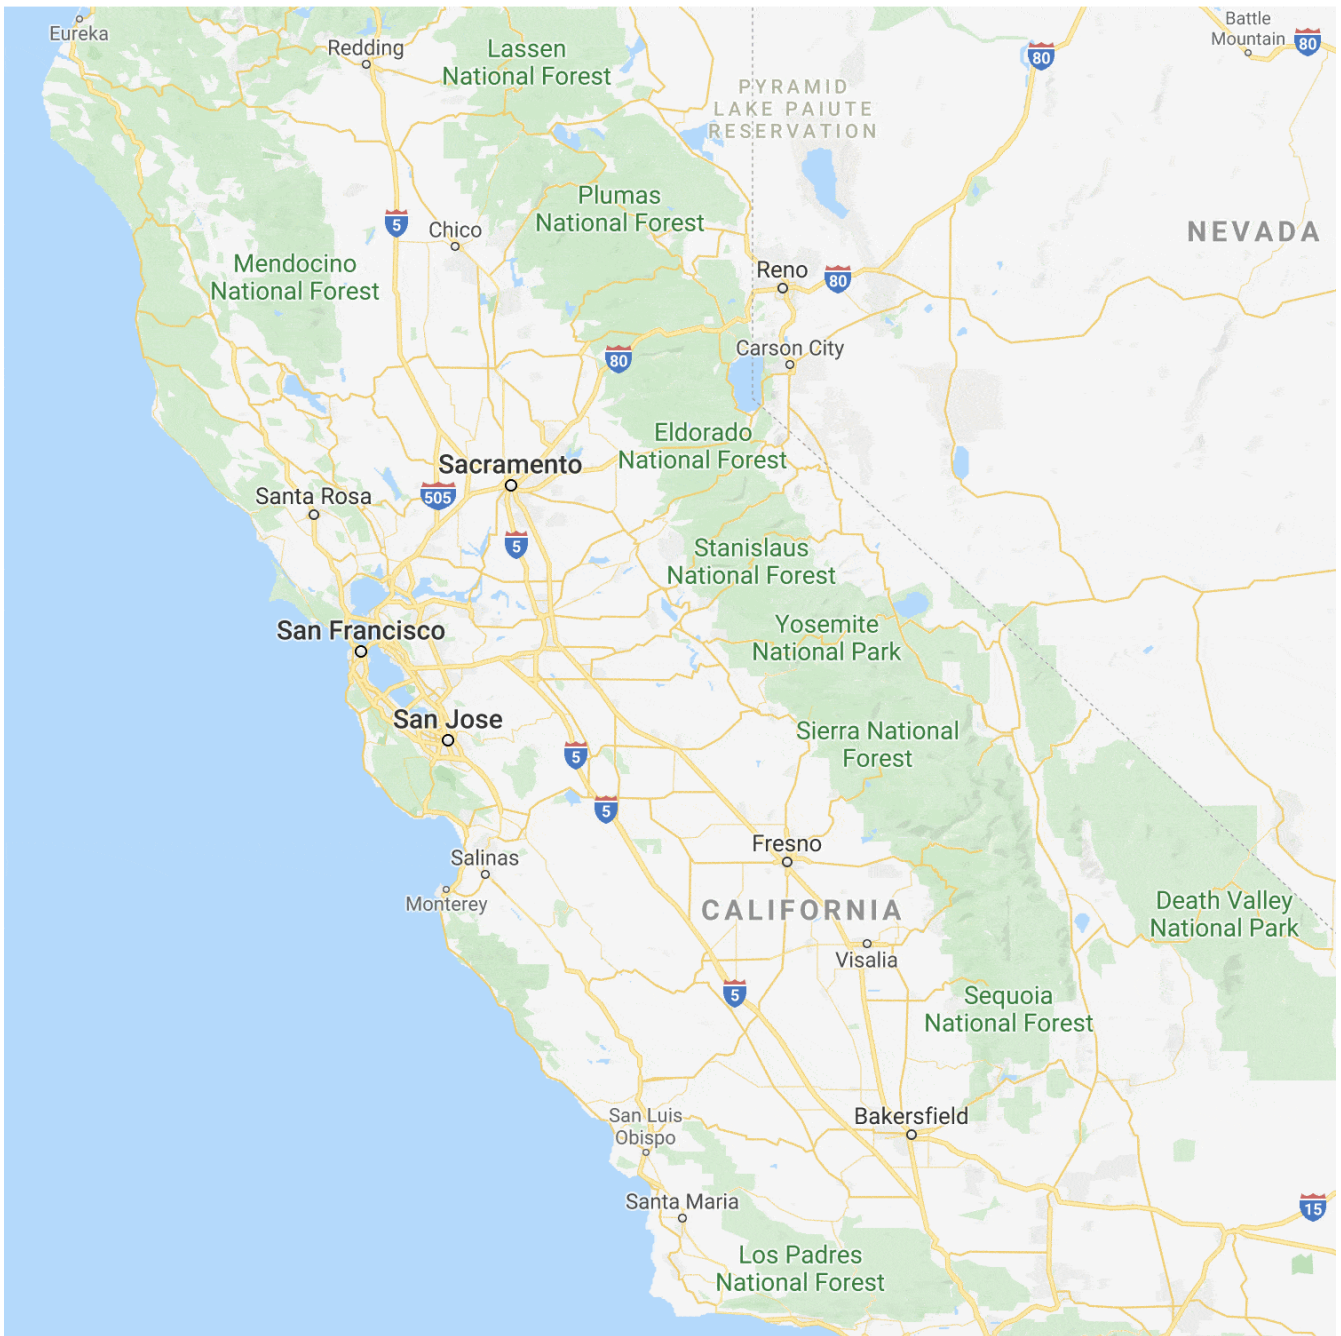 Eureka
Redding
Lassen
National Forest
Battle
Mountain
80
80
PYRAMID
LAKE PAIUTE
RESERVATION
Plumas
National Forest
5
Chico
NEVADA
Mendocino
National Forest
Reno
80
80
Carson City
Eldorado
National Forest
Sacramento
505
Santa Rosa
5
Stanislaus
National Forest
San Francisco
Yosemite
National Park
San Jose
Sierra National
Forest
5
5
Fresno
Salinas
Monterey
CALIFORNIA
Death Valley
National Park
Visalia
5
Sequoia
National Forest
San Luis
Obispo
Bakersfield
Santa Maria
15
Los Padres
National Forest